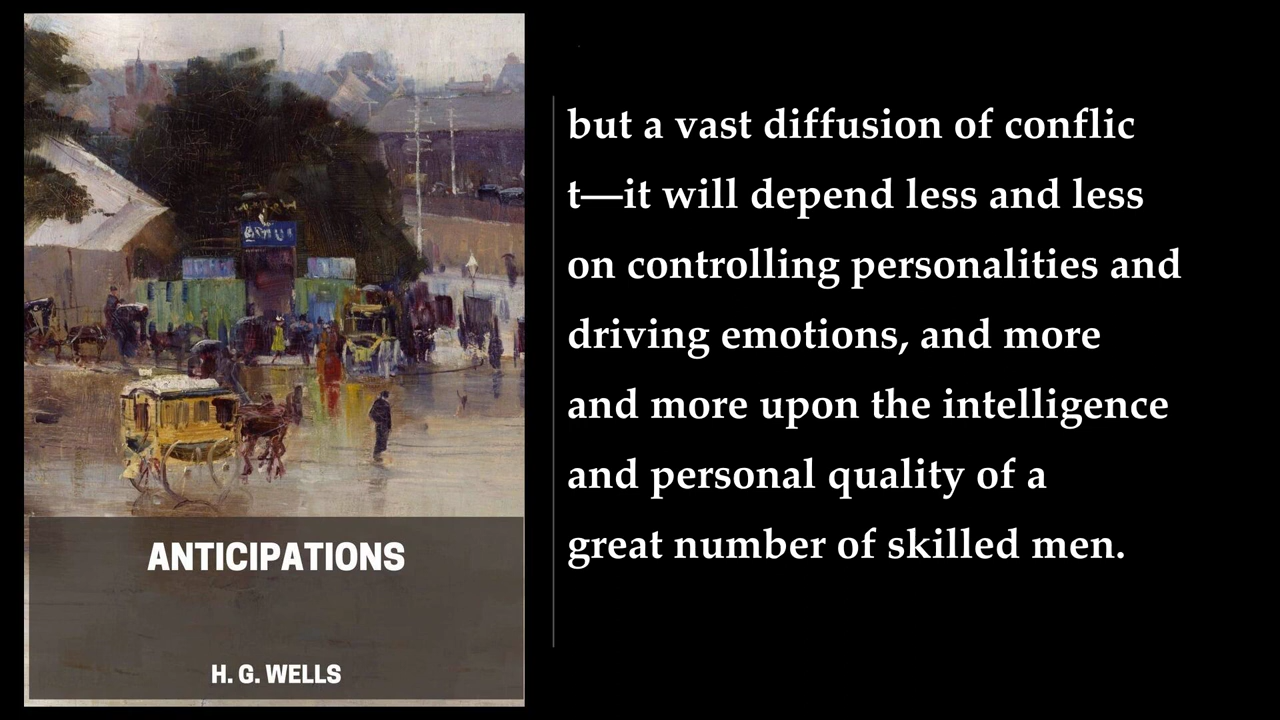 ANTICIPATIONS
H. G. WELLS
but a vast diffusion of conflic
t—it will depend less and less
on controlling personalities and
driving emotions, and more
and more upon the intelligence
and personal quality of a
great number of skilled men.